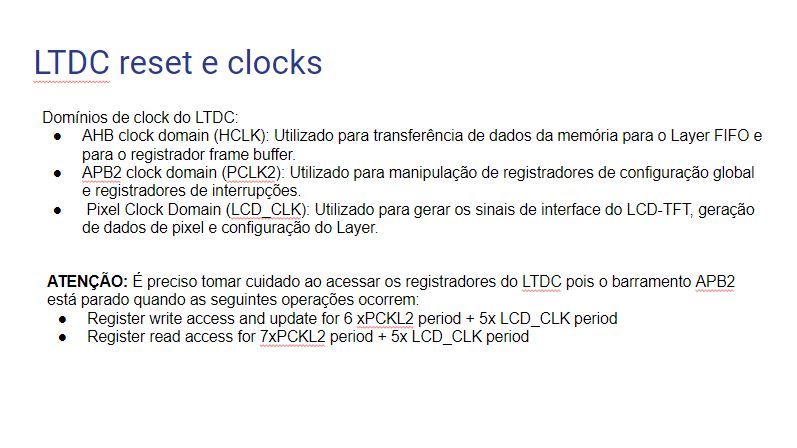 LTDC reset e clocks
Domínios de clock do LTDC:
● AHB clock domain (HCLK): Utilizado para transferência de dados da memória para o Layer FIFO e
para o registrador frame buffer.
● APB2 clock domain (PCLK2): Utilizado para manipulação de registradores de configuração global
e registradores de interrupções.
● Pixel Clock Domain (LCD_CLK): Utilizado para gerar os sinais de interface do LCD-TFT, geração
de dados de pixel e configuração do Layer.
ATENÇÃO: É preciso tomar cuidado ao acessar os registradores do LTDC pois o barramento APB2
está parado quando as seguintes operações ocorrem:
● Register write access and update for 6 xPCKL2 period + 5x LCD_CLK period
● Register read access for 7xPCKL2 period + 5x LCD_CLK period